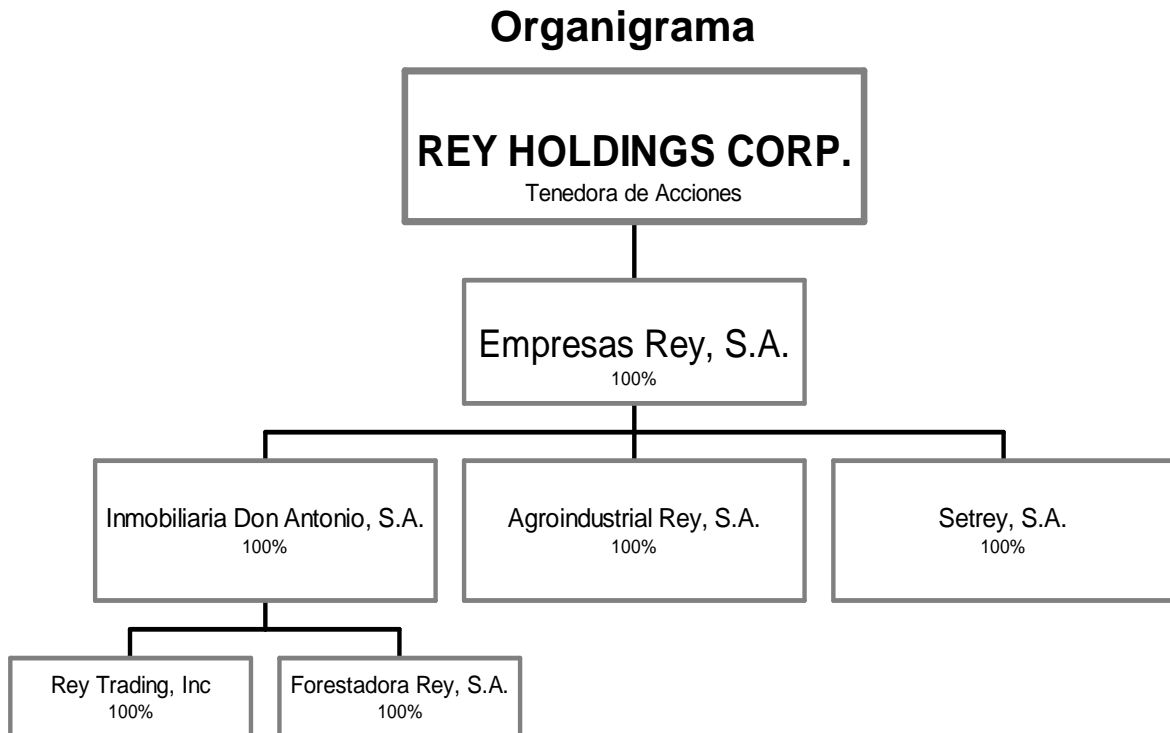 Organigrama
REY HOLDINGS CORP.
Tenedora de Acciones
Empresas Rey, S.A.
100%
Inmobiliaria Don Antonio, S.A.
100%
Agroindustrial Rey, S.A.
100%
Setrey, S.A.
100%
Rey Trading, Inc
100%
Forestadora Rey, S.A.
100%